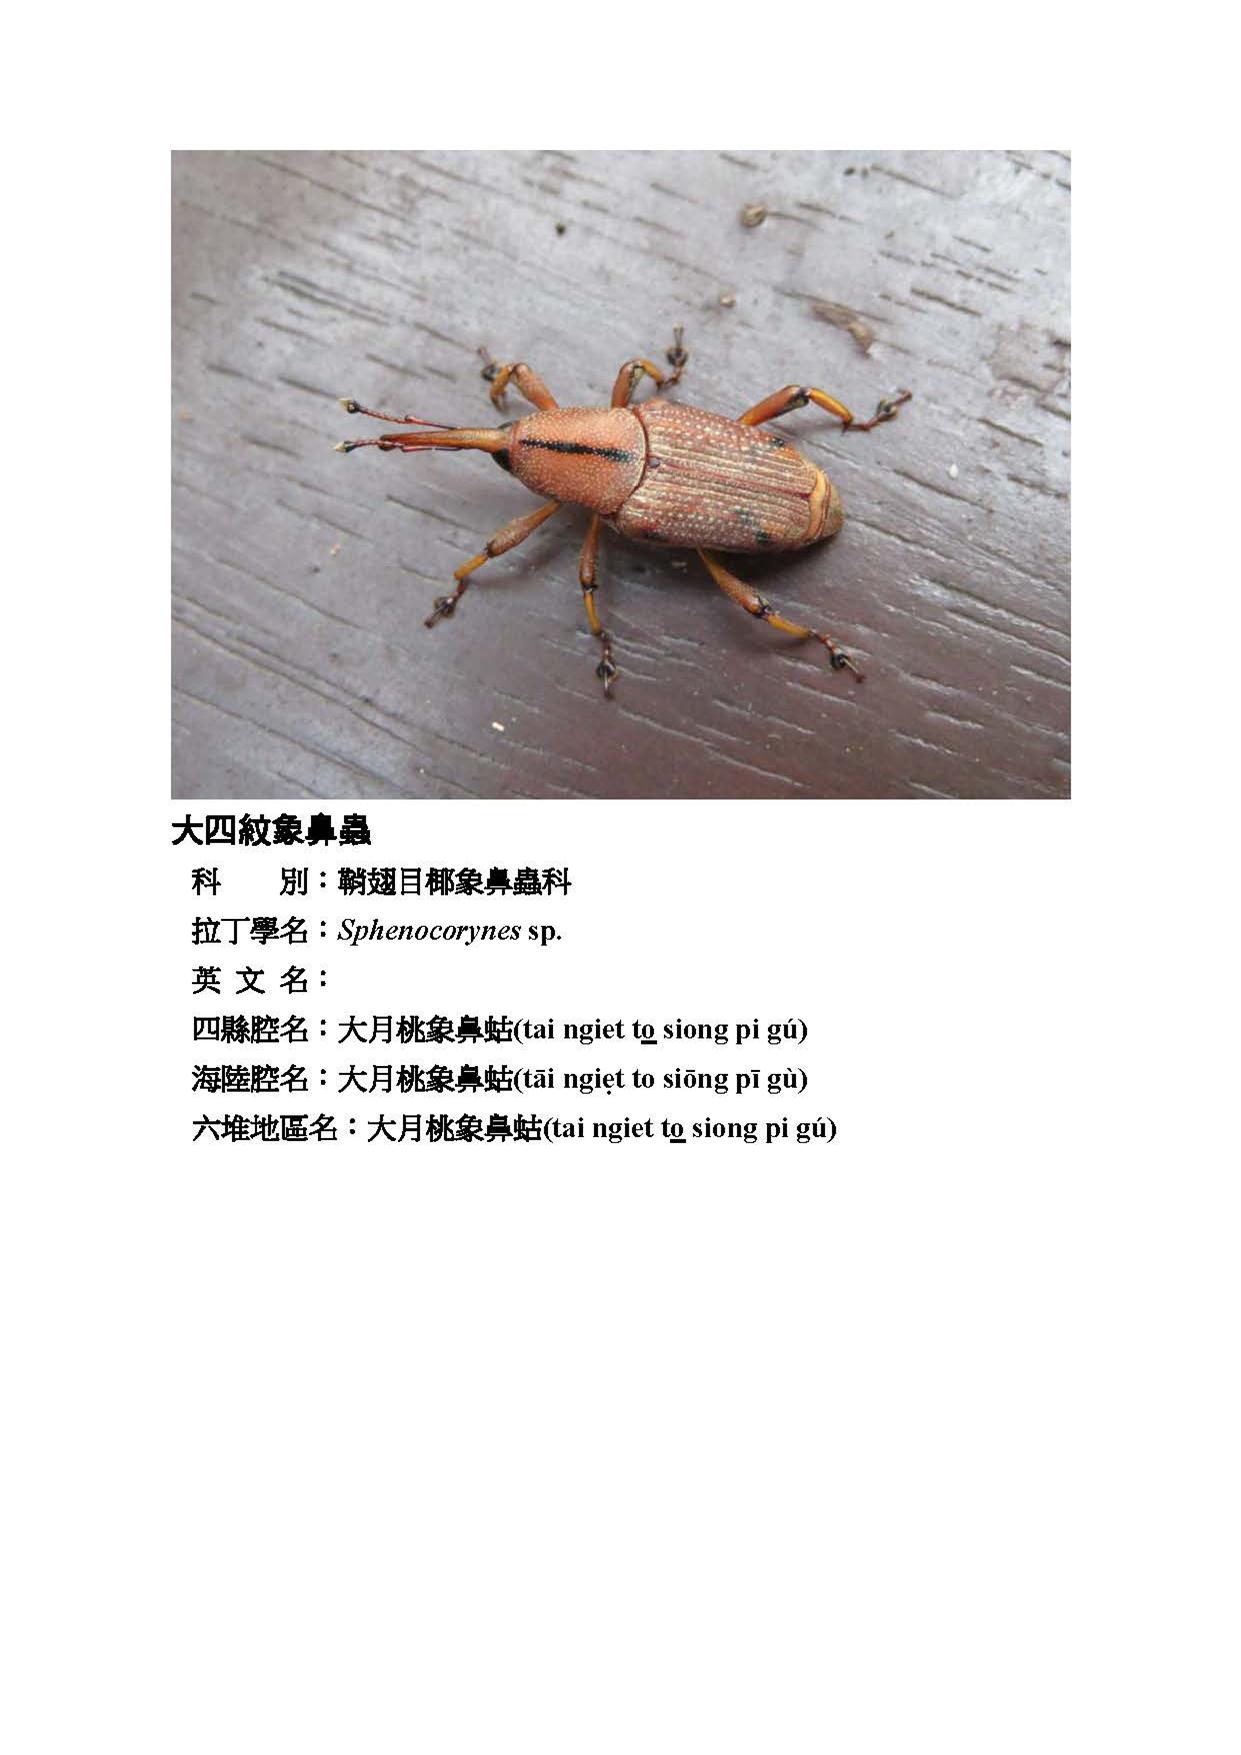 大四紋象鼻蟲
科　　別：鞘翅目椰象鼻蟲科
拉丁學名：Sphenocorynes sp.
英 文 名：
四縣腔名：大月桃象鼻蛄(tai ngiet to̲ siong pi gú)
海陸腔名：大月桃象鼻蛄(tāi ngiẹt to siōng pī gù)
六堆地區名：大月桃象鼻蛄(tai ngiet to̲ siong pi gú)